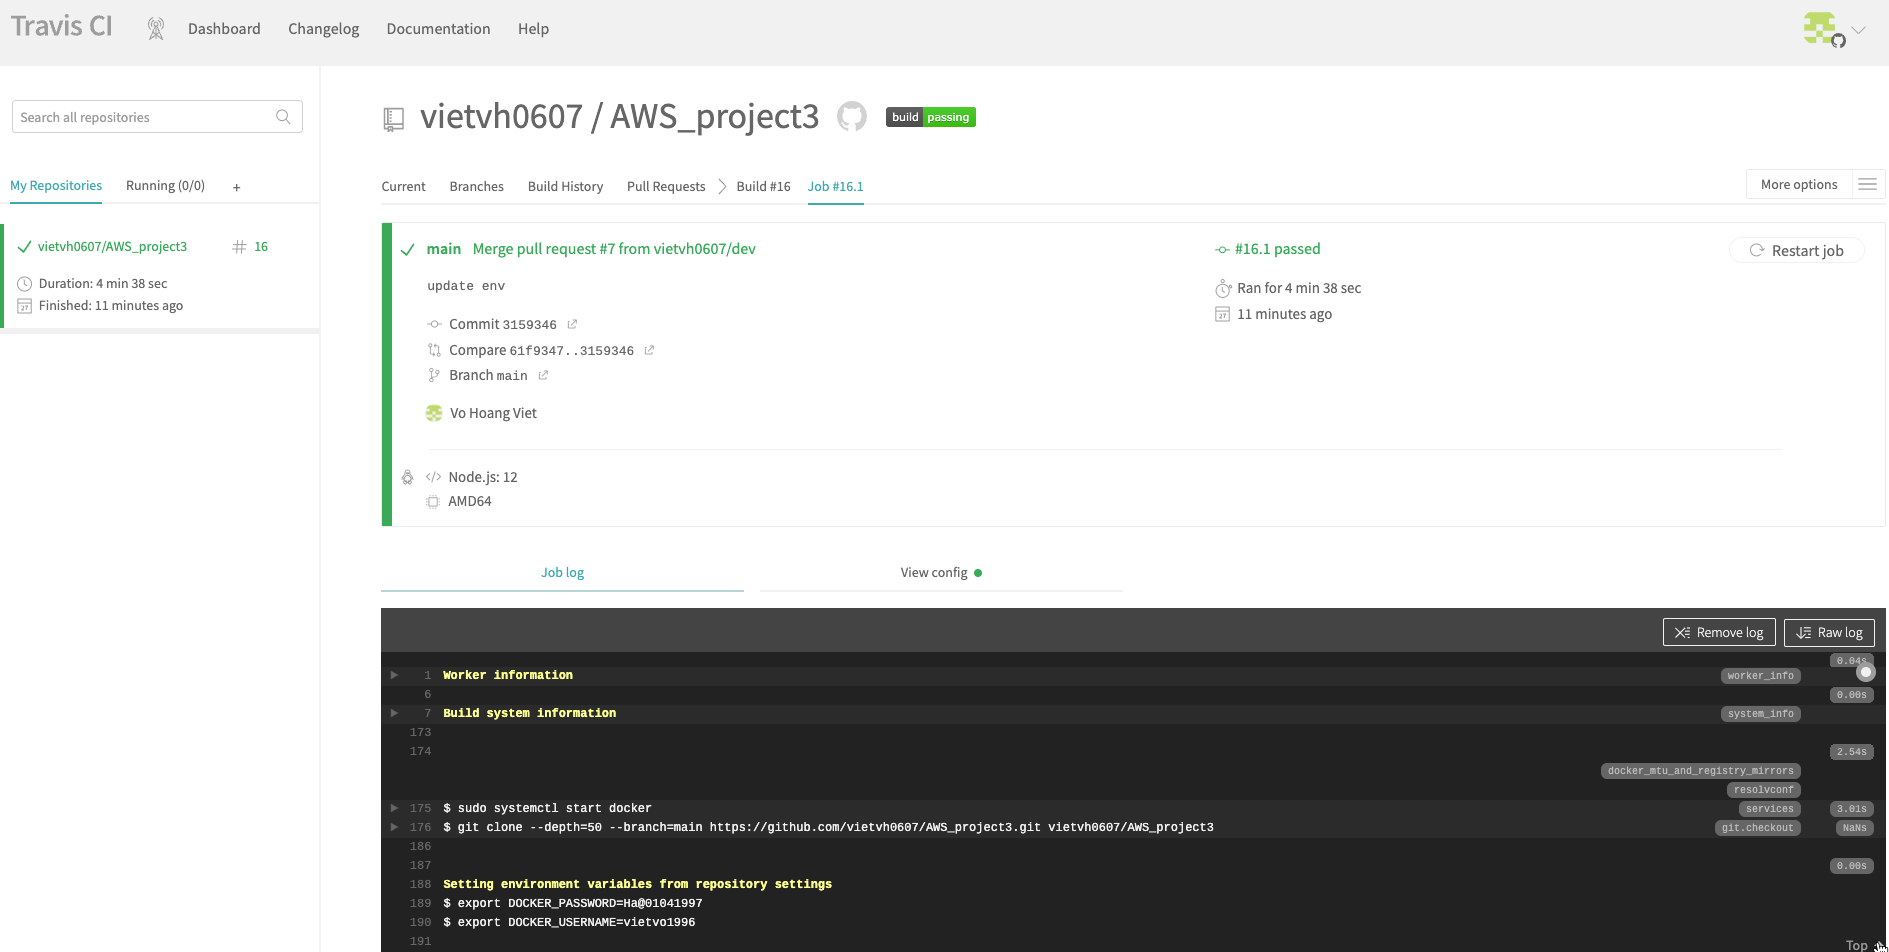 Travis CI
Dashboard
Changelog
Documentation
Help
Search all repositories
My Repositories
Running (0/0)
+
vietvh0607/AWS_project3
# 16
Duration: 4 min 38 sec
Finished: 11 minutes ago
vietvh0607 / AWS_project3
build passing
Current
Branches
Build History
Pull Requests
Build #16
Job #16.1
More options
main Merge pull request #7 from vietvh0607/dev
update env
Commit 3159346
Compare 61f9347..3159346
Branch main
Vo Hoang Viet
#16.1 passed
Ran for 4 min 38 sec
11 minutes ago
Restart job
Node.js: 12
AMD64
Job log
View config
Remove log
Raw log
0.04s
1 Worker information worker_info
6 0.00s
7 Build system information system_info
173
174 2.54s
docker_mtu_and_registry_mirrors
resolvconf
175 $ sudo systemctl start docker services 3.01s
176 $ git clone --depth=50 --branch=main https://github.com/vietvh0607/AWS_project3.git vietvh0607/AWS_project3 git.checkout NaNs
186
187 0.00s
188 Setting environment variables from repository settings
189 $ export DOCKER_PASSWORD=Ha@01041997
190 $ export DOCKER_USERNAME=vietvo1996
191
Top